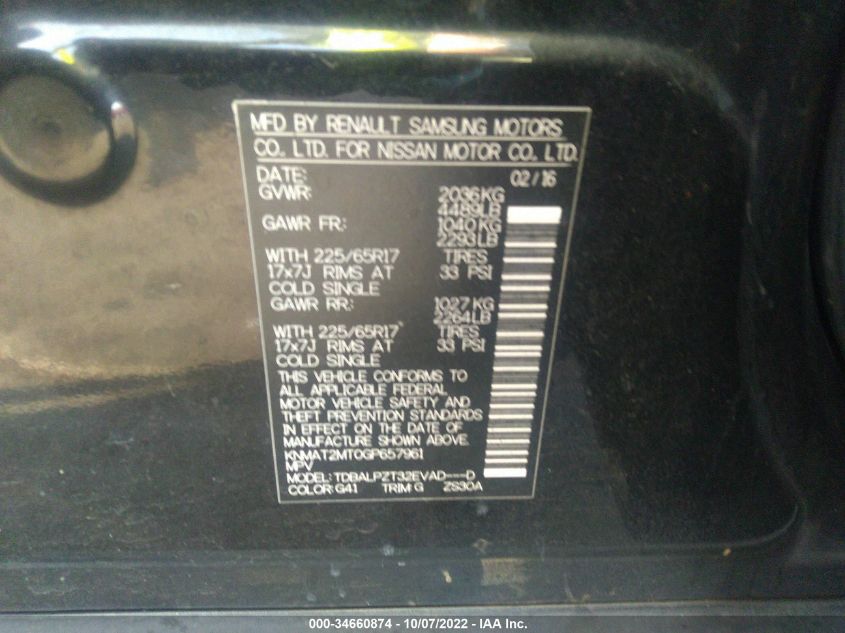 MFD BY RENAULT SAMSUNG MOTORS
CO. LTD. FOR NISSAN MOTOR CO. LTD.
DATE: 02/16
GVWR: 2036KG
4489LB
GAWR FR: 1040KG
2293LB
WITH 225/65R17 TIRES
17x7J RIMS AT 33 PSI
COLD SINGLE
GAWR RR: 1027KG
2264LB
WITH 225/65R17 TIRES
17x7J RIMS AT 33 PSI
COLD SINGLE
THIS VEHICLE CONFORMS TO
ALL APPLICABLE FEDERAL
MOTOR VEHICLE SAFETY AND
THEFT PREVENTION STANDARDS
IN EFFECT ON THE DATE OF
MANUFACTURE SHOWN ABOVE.
KNMAT2MT0GP657961
MPV
MODEL: TDBALPZT32EVAD---D
COLOR: G41 TRIM: G ZS30A
000-34660874 - 10/07/2022 - IAA Inc.